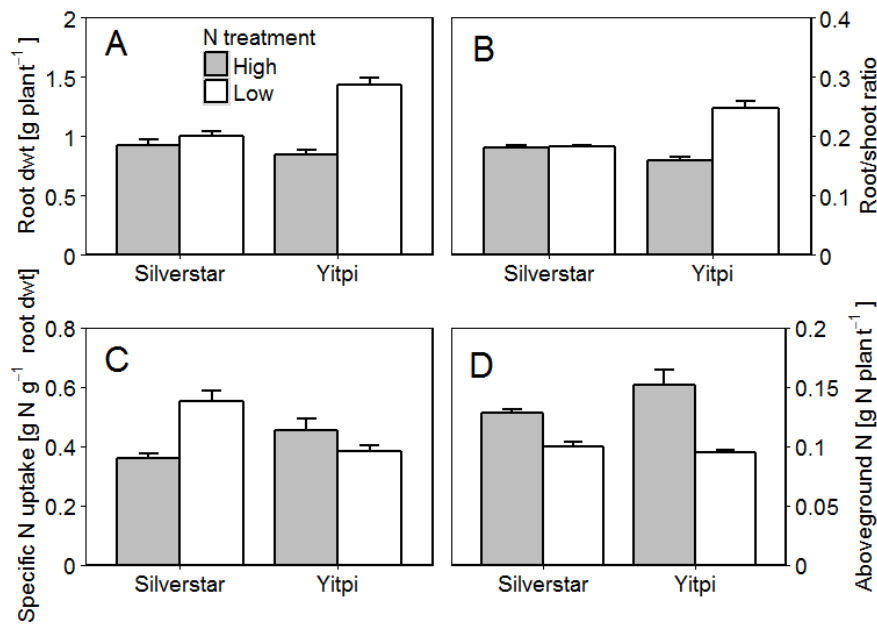 Root dwt [g plant⁻¹]
2
1.5
1
0.5
0
A
N treatment
High
Low
Silverstar
Yitpi
B
0.4
0.3
0.2
0.1
0
Root/shoot ratio
Silverstar
Yitpi
Specific N uptake [g N g⁻¹ root dwt]
0.8
0.6
0.4
0.2
0
C
Silverstar
Yitpi
D
0.2
0.15
0.1
0.05
0
Aboveground N [g N plant⁻¹]
Silverstar
Yitpi